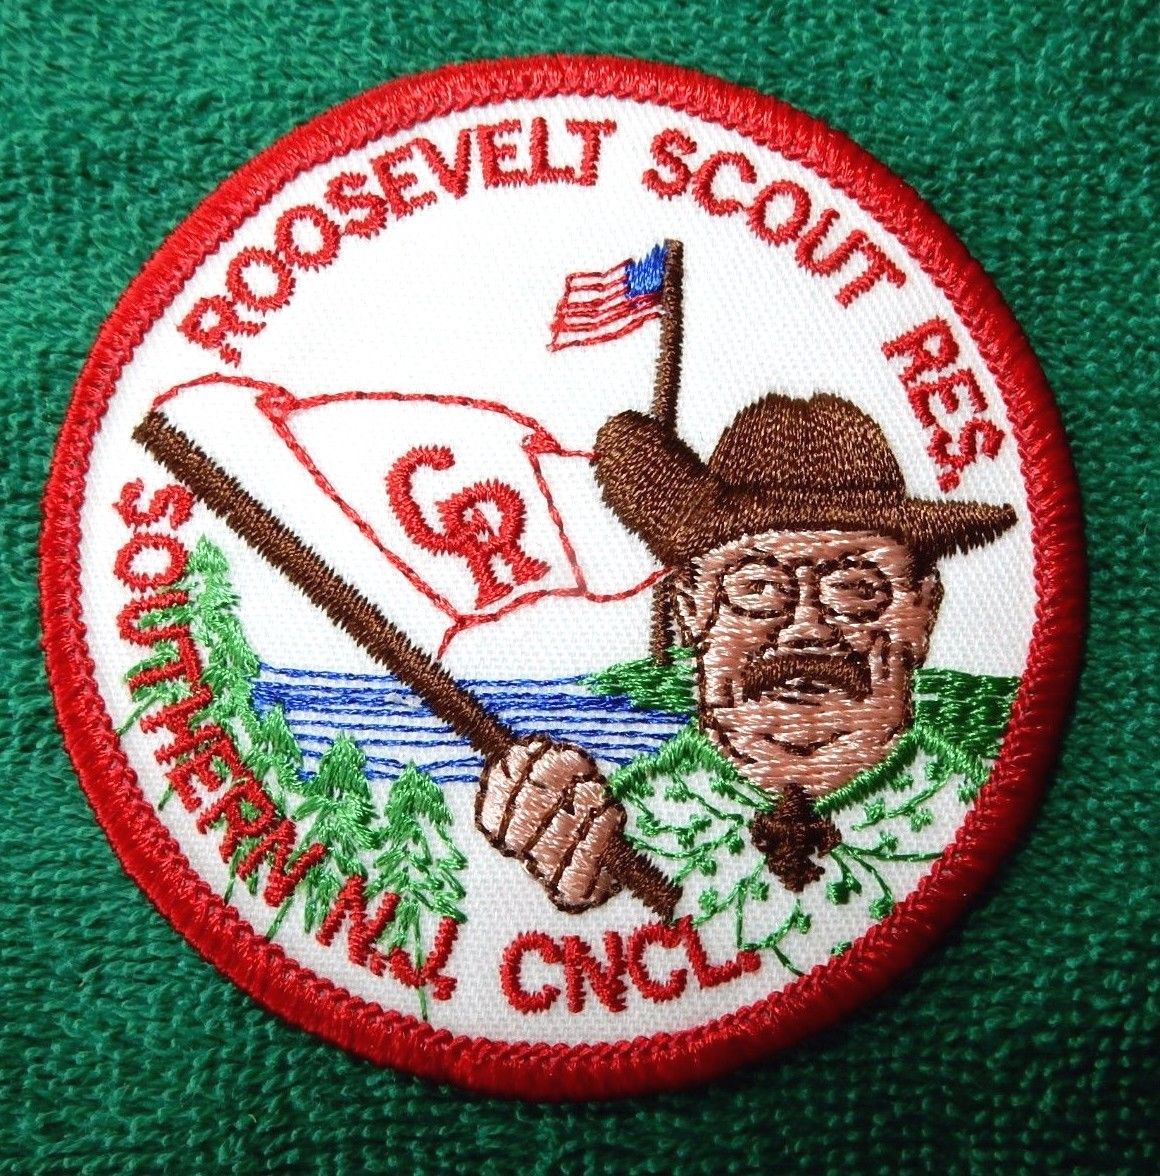 ROOSEVELT SCOUT RES.
CR
SOUTHERN N.J. CNCL.